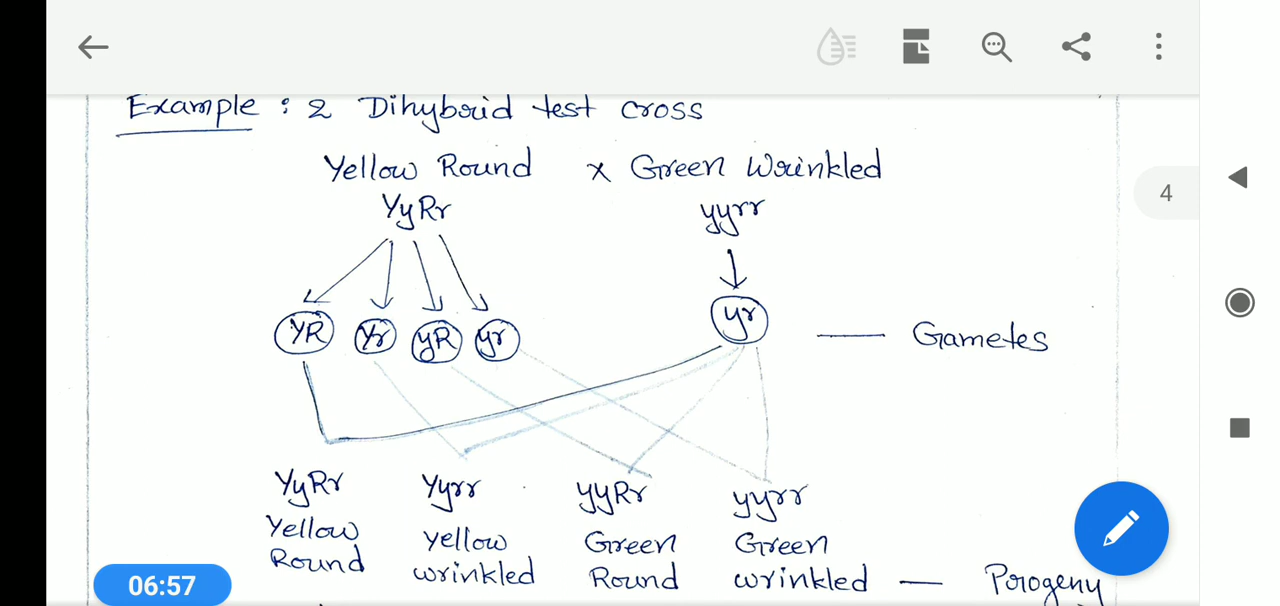 4
Example : 2 Dihybrid test cross
Yellow Round x Green Wrinkled
YyRr yyrr
YR Yr yR yr yr — Gametes
YyRr Yyrr yyRr yyrr
Yellow Round Yellow wrinkled Green Round Green wrinkled — Progeny
06:57